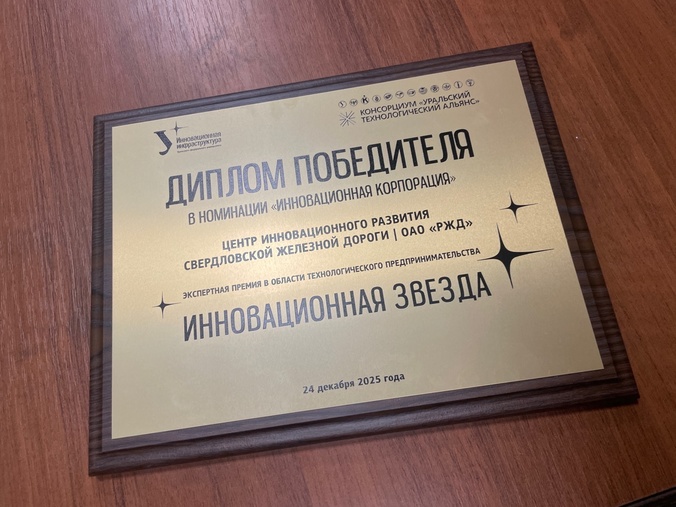 Инновационная
инфраструктура
КОНСОРЦИУМ «УРАЛЬСКИЙ
ТЕХНОЛОГИЧЕСКИЙ АЛЬЯНС»
ДИПЛОМ ПОБЕДИТЕЛЯ
В НОМИНАЦИИ «ИННОВАЦИОННАЯ КОРПОРАЦИЯ»
ЦЕНТР ИННОВАЦИОННОГО РАЗВИТИЯ
СВЕРДЛОВСКОЙ ЖЕЛЕЗНОЙ ДОРОГИ | ОАО «РЖД»
ЭКСПЕРТНАЯ ПРЕМИЯ В ОБЛАСТИ ТЕХНОЛОГИЧЕСКОГО ПРЕДПРИНИМАТЕЛЬСТВА
ИННОВАЦИОННАЯ ЗВЕЗДА
24 декабря 2025 года